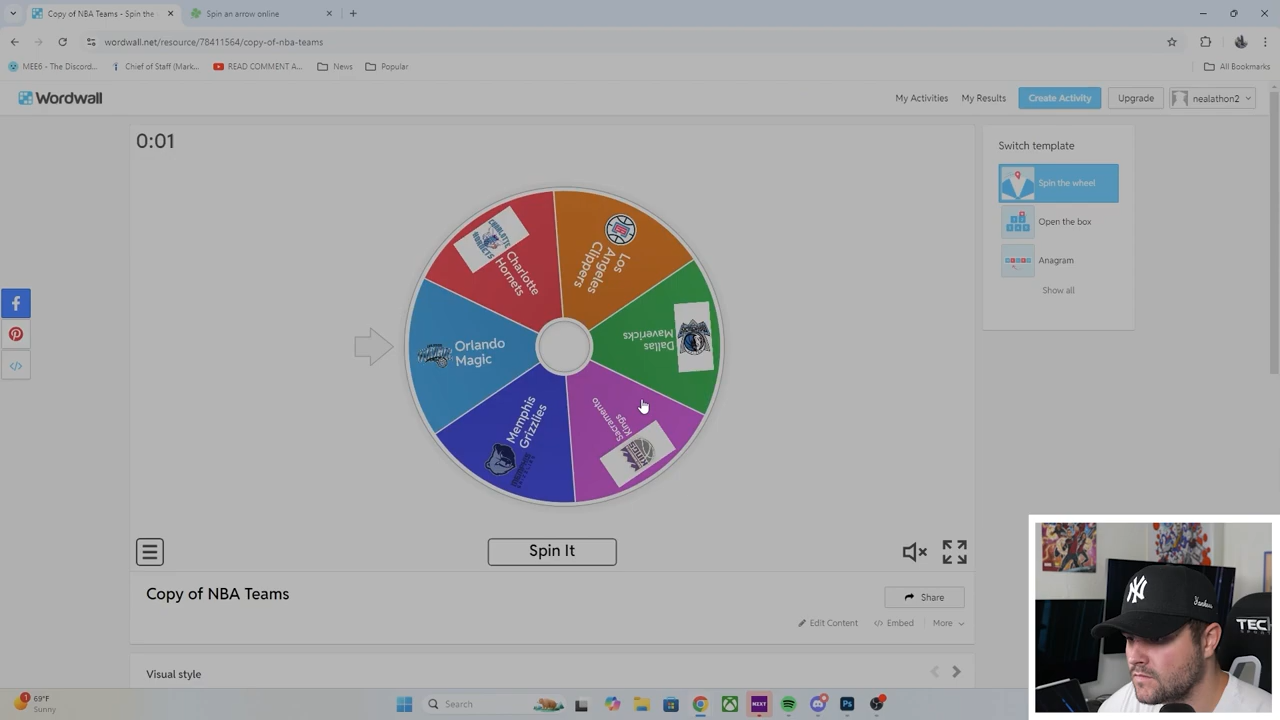 Copy of NBA Teams - Spin the
Spin an arrow online
wordwall.net/resource/78411564/copy-of-nba-teams
MEE6 - The Discord...
Chief of Staff (Mark...
READ COMMENT A...
News
Popular
All Bookmarks
Wordwall
My Activities
My Results
Create Activity
Upgrade
nealathon2
0:01
Charlotte
Hornets
Los
Angeles
Clippers
Orlando
Magic
Dallas
Mavericks
Memphis
Grizzlies
Sacramento
Kings
Spin It
Switch template
Spin the wheel
Open the box
Anagram
Show all
Copy of NBA Teams
Share
Edit Content
Embed
More
Visual style
69°F
Sunny
Search
NY
Yankees
TECH